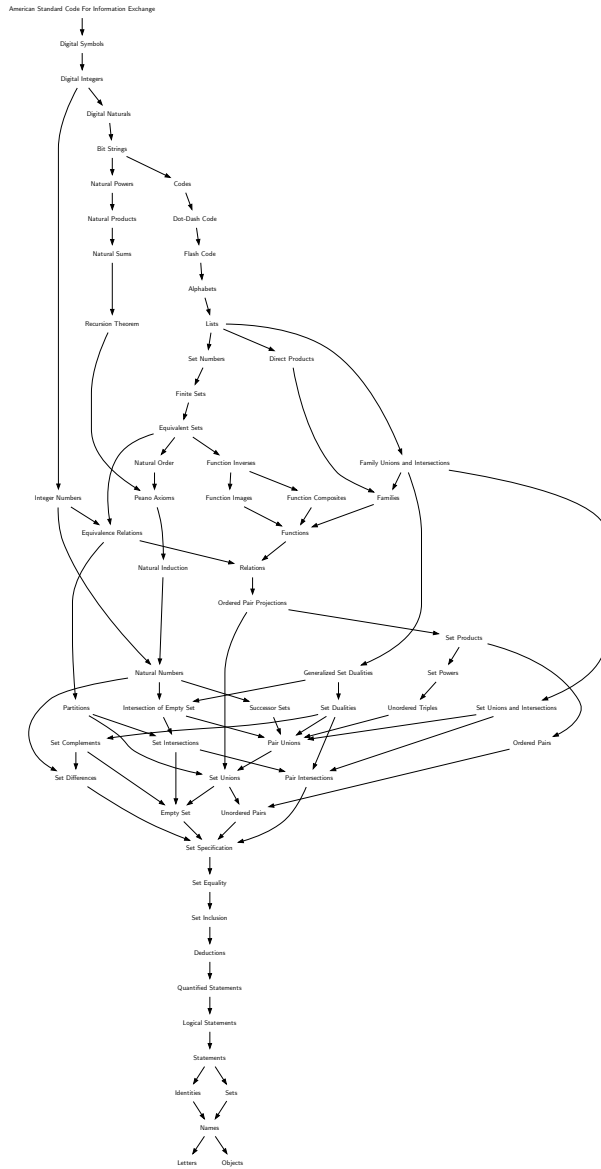 American Standard Code For Information Exchange
Digital Symbols
Digital Integers
Digital Naturals
Bit Strings
Natural Powers
Codes
Natural Products
Dot-Dash Code
Natural Sums
Flash Code
Alphabets
Recursion Theorem
Lists
Set Numbers
Direct Products
Finite Sets
Equivalent Sets
Natural Order
Function Inverses
Family Unions and Intersections
Integer Numbers
Peano Axioms
Function Images
Function Composites
Families
Equivalence Relations
Functions
Natural Induction
Relations
Ordered Pair Projections
Set Products
Natural Numbers
Generalized Set Dualities
Set Powers
Partitions
Intersection of Empty Set
Successor Sets
Set Dualities
Unordered Triples
Set Unions and Intersections
Set Complements
Set Intersections
Pair Unions
Ordered Pairs
Set Differences
Set Unions
Pair Intersections
Empty Set
Unordered Pairs
Set Specification
Set Equality
Set Inclusion
Deductions
Quantified Statements
Logical Statements
Statements
Identities
Sets
Names
Letters
Objects